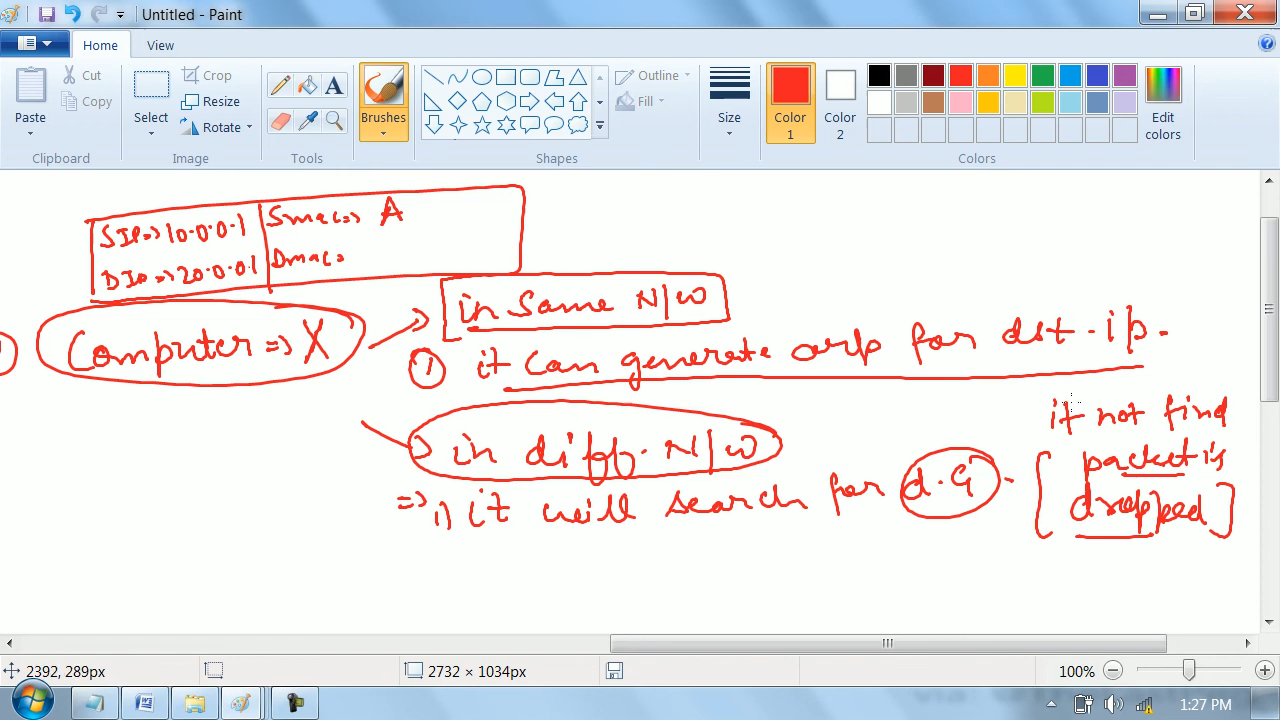 Untitled - Paint
Home View
Paste
Cut
Copy
Clipboard
Select
Crop
Resize
Rotate
Image
Tools
Brushes
Shapes
Outline
Fill
Size
Color 1
Color 2
Edit colors
Colors
SIP=>10.0.0.1 Smac=> A
DIP=>20.0.0.1 Dmac=
Computer => X
in Same N/W
① it can generate arp for dst.ip.
it not find
in diff. N/W
packet is
=> 1) it will search for d.G -
dropped
2392, 289px
2732 × 1034px
100%
1:27 PM